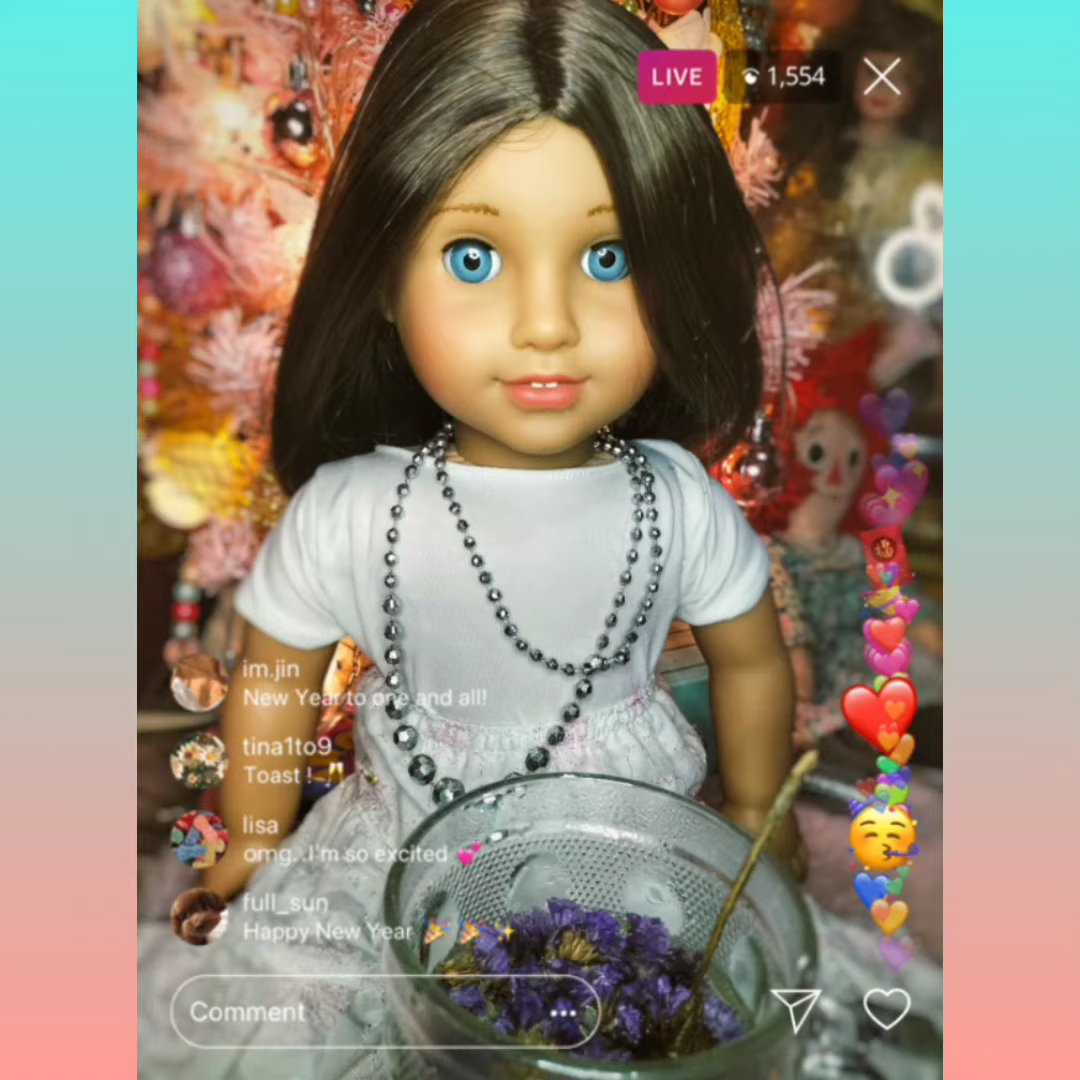 LIVE 1,554
im.jin
New Year to one and all!
tina1to9
Toast ! 🥂
lisa
omg. .I'm so excited 💕
full_sun
Happy New Year 🎉 🎉 ✨
Comment
福